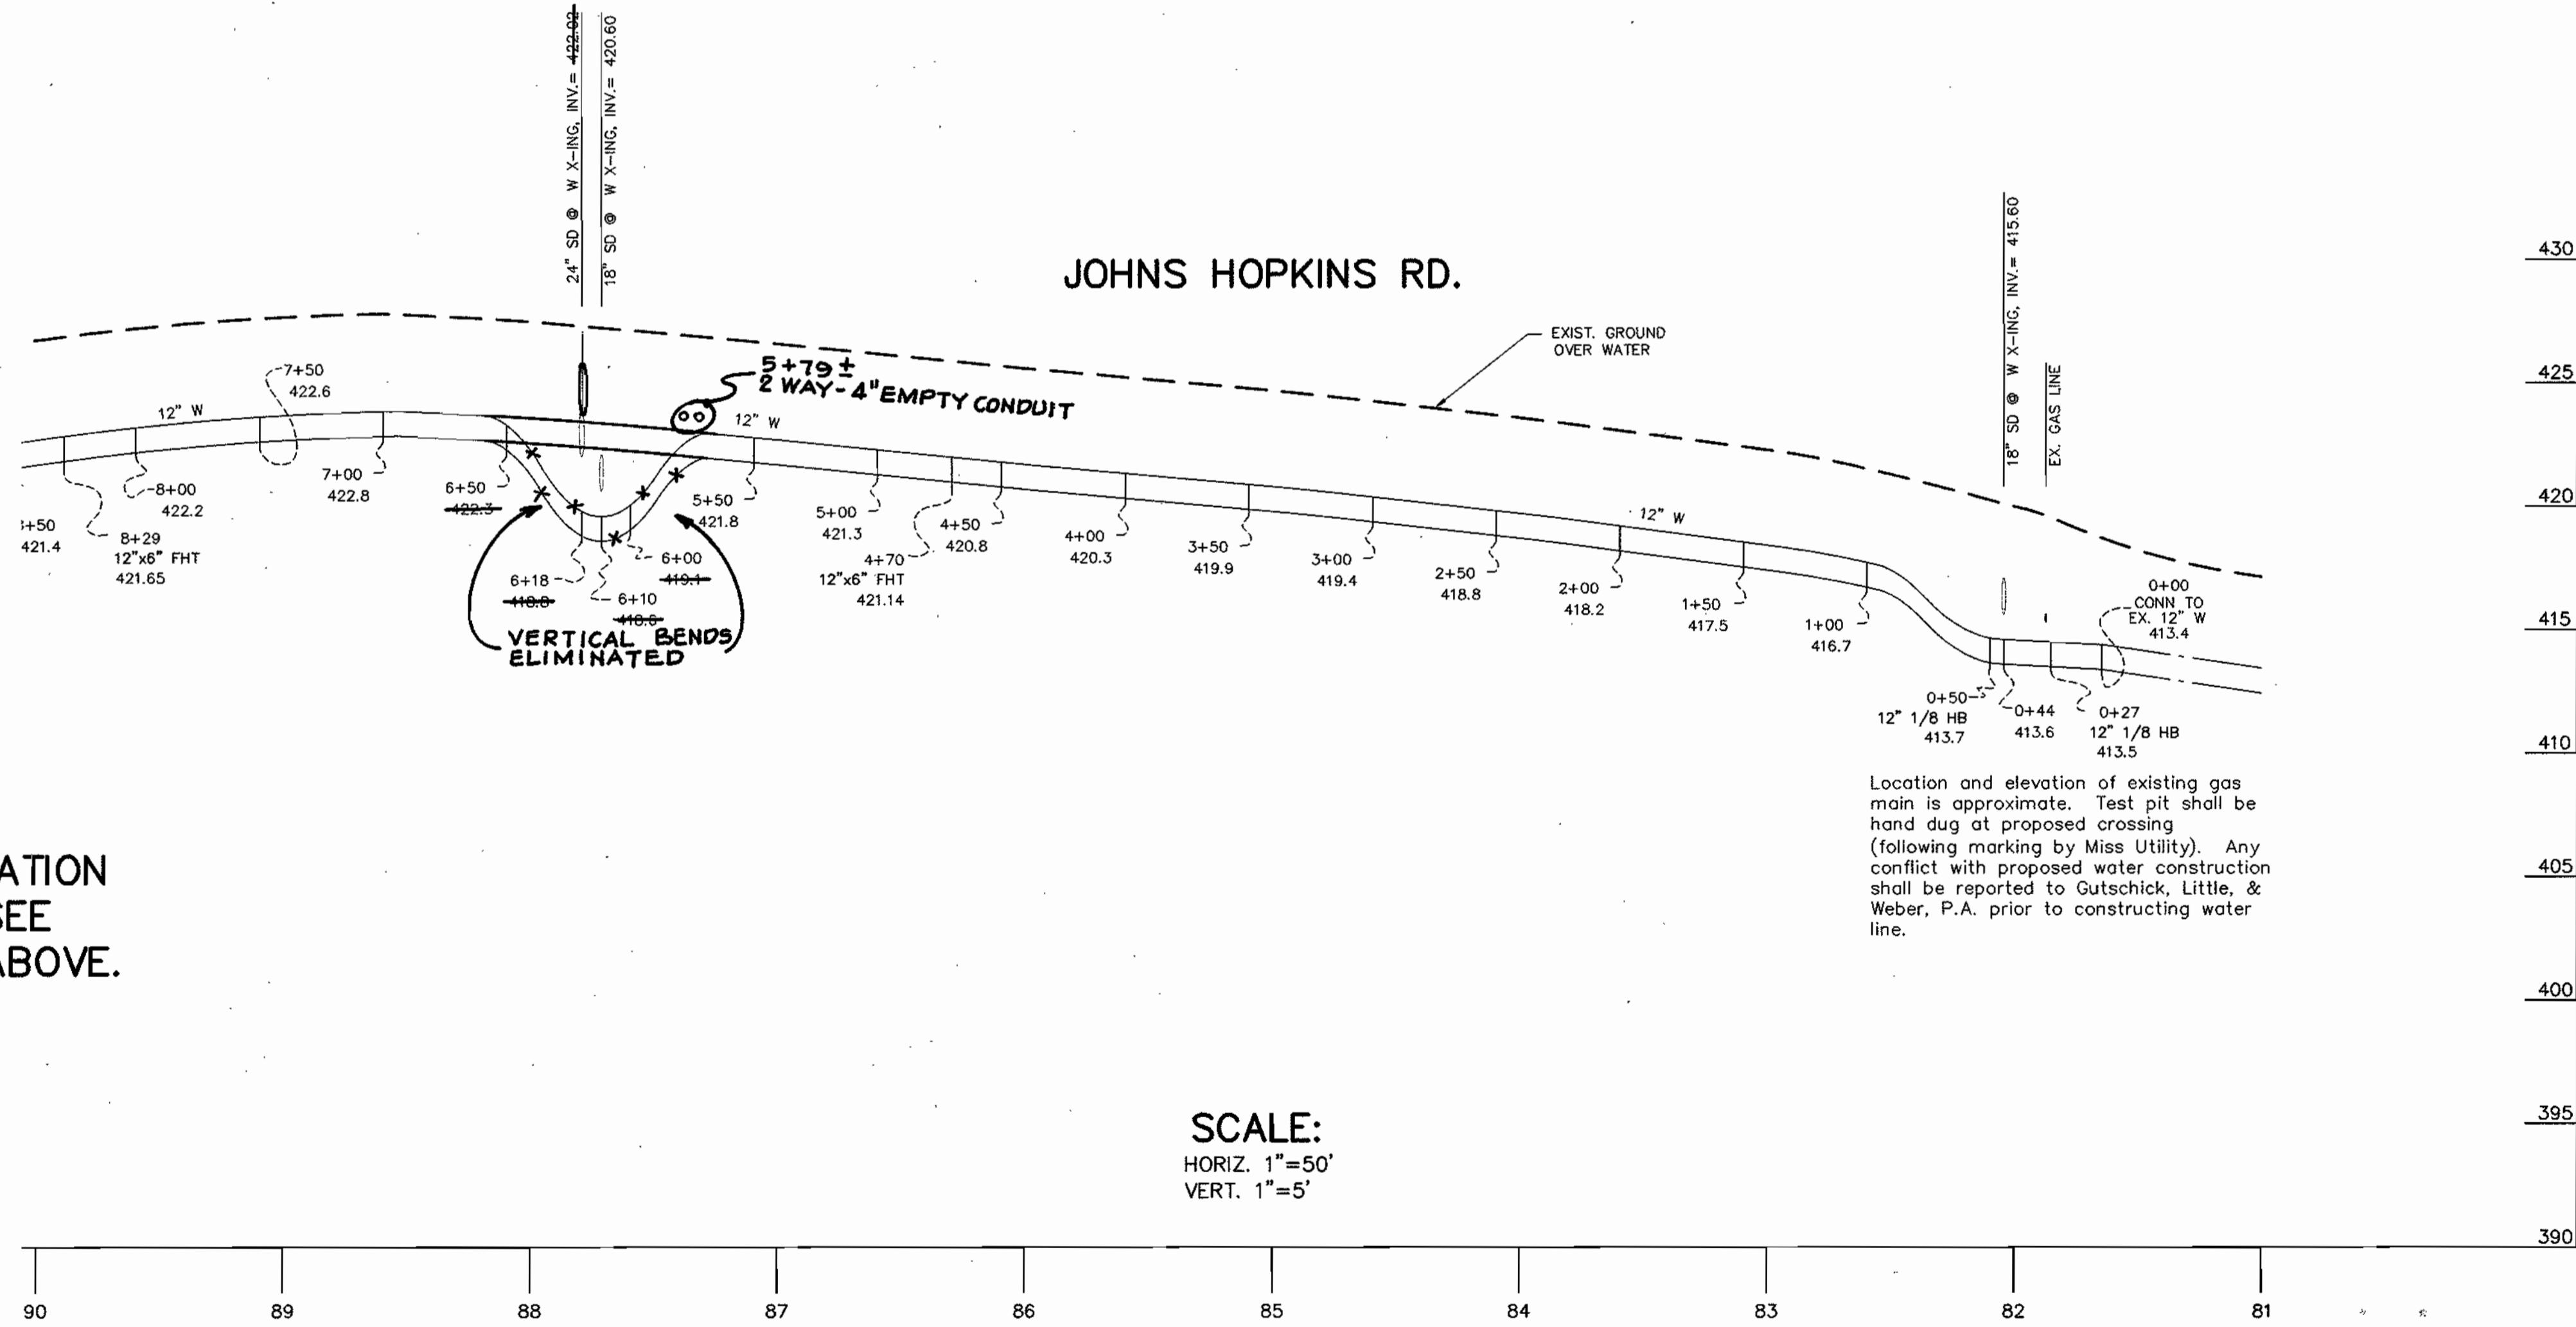 24" SD @ W X-ING, INV.= 422.02
18" SD @ W X-ING, INV.= 420.60
JOHNS HOPKINS RD.
18" SD @ W X-ING, INV.= 415.60
EX. GAS LINE
EXIST. GROUND
OVER WATER
5+79 ±
2 WAY-4" EMPTY CONDUIT
12" W
12" W
12" W
+50
421.4
8+29
12"x6" FHT
421.65
8+00
422.2
7+50
422.6
7+00
422.8
6+50
422.3
6+18
418.8
6+10
418.6
6+00
419.1
VERTICAL BENDS
ELIMINATED
5+50
421.8
5+00
421.3
4+70
12"x6" FHT
421.14
4+50
420.8
4+00
420.3
3+50
419.9
3+00
419.4
2+50
418.8
2+00
418.2
1+50
417.5
1+00
416.7
0+50
12" 1/8 HB
413.7
0+44
413.6
0+27
12" 1/8 HB
413.5
0+00
CONN TO
EX. 12" W
413.4
Location and elevation of existing gas
main is approximate. Test pit shall be
hand dug at proposed crossing
(following marking by Miss Utility). Any
conflict with proposed water construction
shall be reported to Gutschick, Little, &
Weber, P.A. prior to constructing water
line.
ATION
SEE
ABOVE.
SCALE:
HORIZ. 1"=50'
VERT. 1"=5'
430
425
420
415
410
405
400
395
390
90 89 88 87 86 85 84 83 82 81